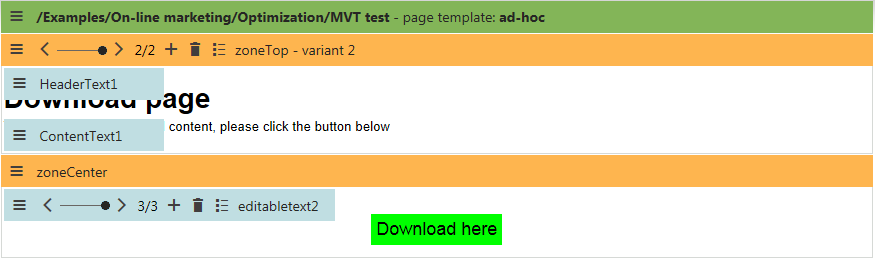 /Examples/On-line marketing/Optimization/MVT test - page template: ad-hoc
2/2 zoneTop - variant 2
HeaderText1
Download page
ContentText1
content, please click the button below
zoneCenter
3/3 editabletext2
Download here